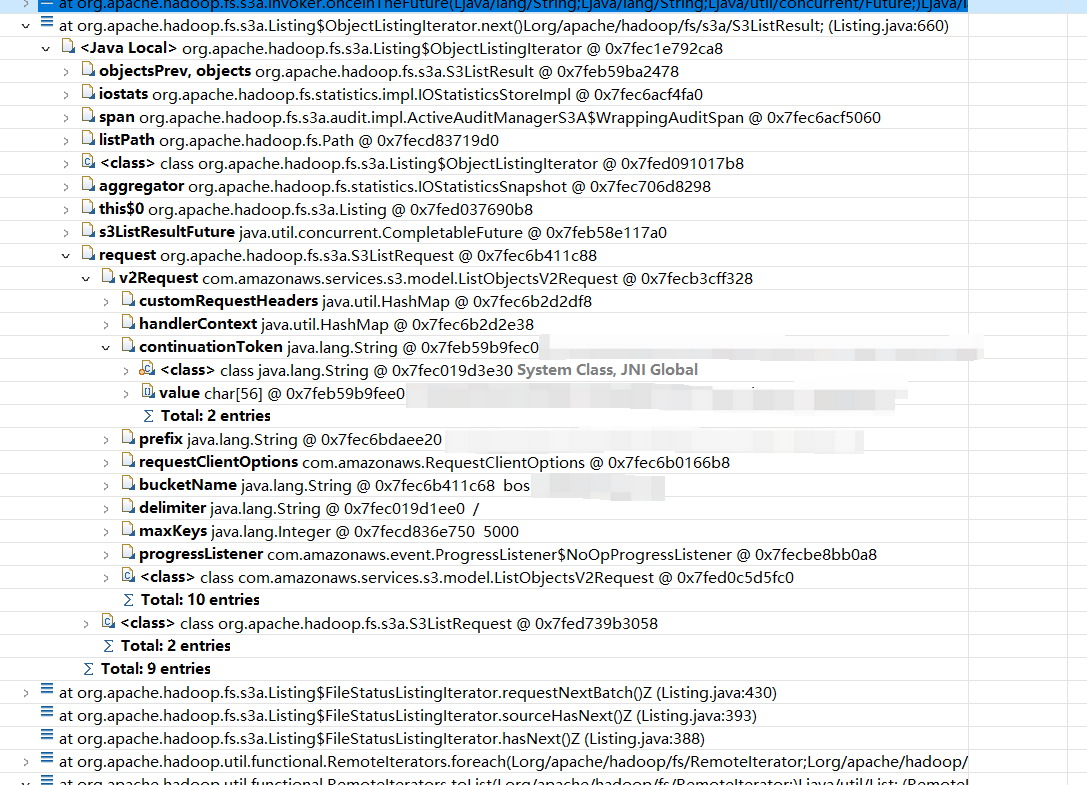 at org.apache.hadoop.fs.s3a.Invoker.onceInTheFuture(Ljava/lang/String;Ljava/lang/String;Ljava/util/concurrent/Future;)Ljava/l
at org.apache.hadoop.fs.s3a.Listing$ObjectListingIterator.next()Lorg/apache/hadoop/fs/s3a/S3ListResult; (Listing.java:660)
<Java Local> org.apache.hadoop.fs.s3a.Listing$ObjectListingIterator @ 0x7fec1e792ca8
objectsPrev, objects org.apache.hadoop.fs.s3a.S3ListResult @ 0x7feb59ba2478
iostats org.apache.hadoop.fs.statistics.impl.IOStatisticsStoreImpl @ 0x7fec6acf4fa0
span org.apache.hadoop.fs.s3a.audit.impl.ActiveAuditManagerS3A$WrappingAuditSpan @ 0x7fec6acf5060
listPath org.apache.hadoop.fs.Path @ 0x7fecd83719d0
<class> class org.apache.hadoop.fs.s3a.Listing$ObjectListingIterator @ 0x7fed091017b8
aggregator org.apache.hadoop.fs.statistics.IOStatisticsSnapshot @ 0x7fec706d8298
this$0 org.apache.hadoop.fs.s3a.Listing @ 0x7fed037690b8
s3ListResultFuture java.util.concurrent.CompletableFuture @ 0x7feb58e117a0
request org.apache.hadoop.fs.s3a.S3ListRequest @ 0x7fec6b411c88
v2Request com.amazonaws.services.s3.model.ListObjectsV2Request @ 0x7fecb3cff328
customRequestHeaders java.util.HashMap @ 0x7fec6b2d2df8
handlerContext java.util.HashMap @ 0x7fec6b2d2e38
continuationToken java.lang.String @ 0x7feb59b9fec0
<class> class java.lang.String @ 0x7fec019d3e30 System Class, JNI Global
value char[56] @ 0x7feb59b9fee0
Σ Total: 2 entries
prefix java.lang.String @ 0x7fec6bdaee20
requestClientOptions com.amazonaws.RequestClientOptions @ 0x7fec6b0166b8
bucketName java.lang.String @ 0x7fec6b411c68 bos
delimiter java.lang.String @ 0x7fec019d1ee0 /
maxKeys java.lang.Integer @ 0x7fecd836e750 5000
progressListener com.amazonaws.event.ProgressListener$NoOpProgressListener @ 0x7fecbe8bb0a8
<class> class com.amazonaws.services.s3.model.ListObjectsV2Request @ 0x7fed0c5d5fc0
Σ Total: 10 entries
<class> class org.apache.hadoop.fs.s3a.S3ListRequest @ 0x7fed739b3058
Σ Total: 2 entries
Σ Total: 9 entries
at org.apache.hadoop.fs.s3a.Listing$FileStatusListingIterator.requestNextBatch()Z (Listing.java:430)
at org.apache.hadoop.fs.s3a.Listing$FileStatusListingIterator.sourceHasNext()Z (Listing.java:393)
at org.apache.hadoop.fs.s3a.Listing$FileStatusListingIterator.hasNext()Z (Listing.java:388)
at org.apache.hadoop.util.functional.RemoteIterators.foreach(Lorg/apache/hadoop/fs/RemoteIterator;Lorg/apache/hadoop/
at org.apache.hadoop.util.functional.RemoteIterators.toList(Lorg/apache/hadoop/fs/RemoteIterator;)Ljava/util/List; (Remotel